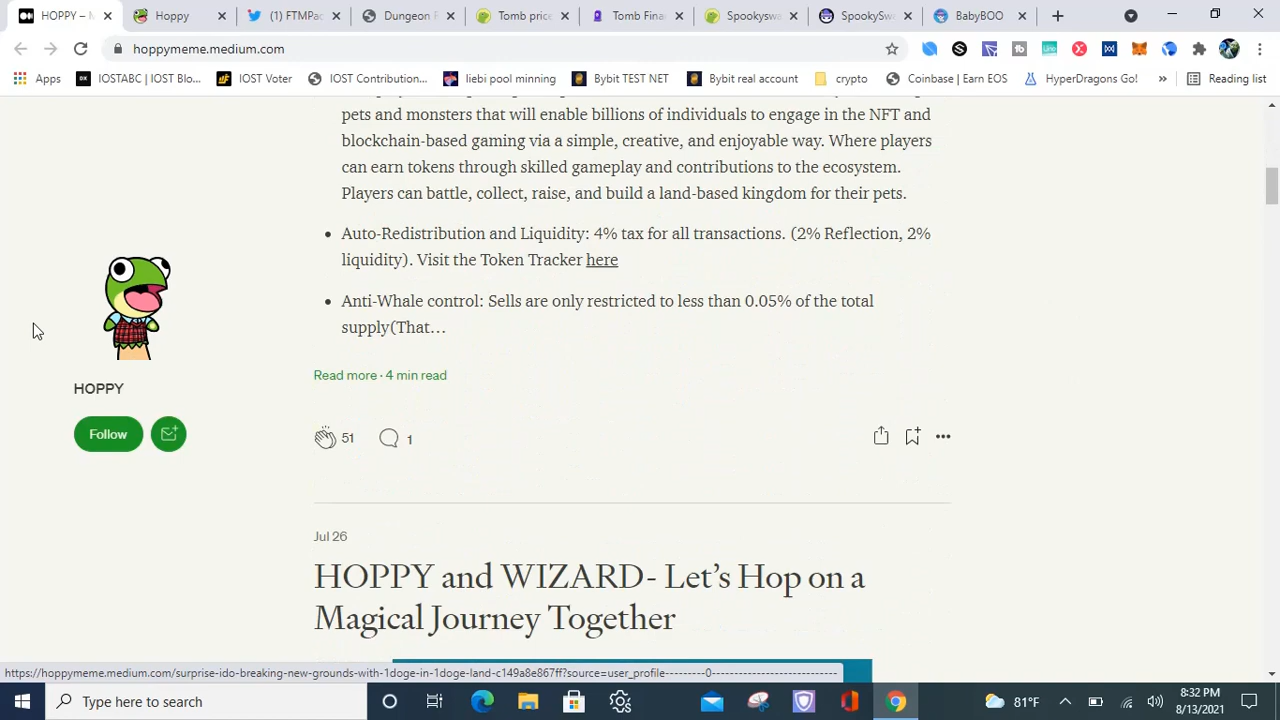 HOPPY – M
Hoppy
(1) FTMPa
Dungeon
Tomb price
Tomb Fina
Spookyswa
SpookySw
BabyBOO
hoppymeme.medium.com
Apps
IOSTABC | IOST Blo...
IOST Voter
IOST Contribution...
liebi pool minning
Bybit TEST NET
Bybit real account
crypto
Coinbase | Earn EOS
HyperDragons Go!
»
Reading list
pets and monsters that will enable billions of individuals to engage in the NFT and
blockchain-based gaming via a simple, creative, and enjoyable way. Where players
can earn tokens through skilled gameplay and contributions to the ecosystem.
Players can battle, collect, raise, and build a land-based kingdom for their pets.
• Auto-Redistribution and Liquidity: 4% tax for all transactions. (2% Reflection, 2%
liquidity). Visit the Token Tracker here
• Anti-Whale control: Sells are only restricted to less than 0.05% of the total
supply(That…
HOPPY
Follow
Read more · 4 min read
51
1
Jul 26
HOPPY and WIZARD- Let’s Hop on a
Magical Journey Together
https://hoppymeme.medium.com/surprise-ido-breaking-new-grounds-with-1doge-in-1doge-land-c149a8e867ff?source=user_profile---------0----------------------------
Type here to search
81°F
8:32 PM
8/13/2021